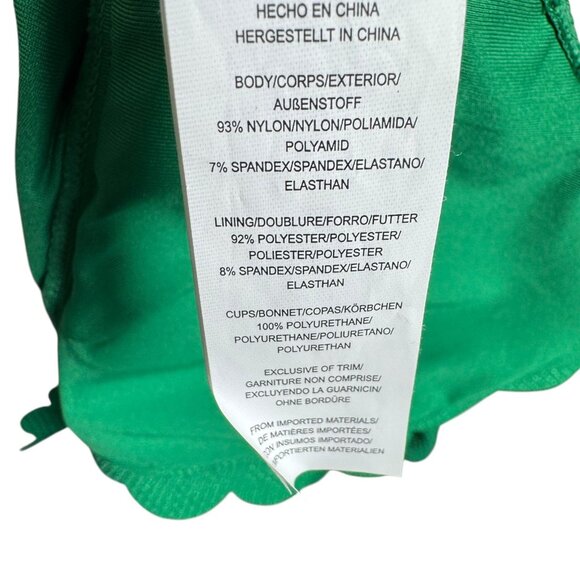 HECHO EN CHINA
HERGESTELLT IN CHINA
BODY/CORPS/EXTERIOR/
AUßENSTOFF
93% NYLON/NYLON/POLIAMIDA/
POLYAMID
7% SPANDEX/SPANDEX/ELASTANO/
ELASTHAN
LINING/DOUBLURE/FORRO/FUTTER
92% POLYESTER/POLYESTER/
POLIESTER/POLYESTER
8% SPANDEX/SPANDEX/ELASTANO/
ELASTHAN
CUPS/BONNET/COPAS/KÖRBCHEN
100% POLYURETHANE/
POLYURETHANE/POLIURETANO/
POLYURETHAN
EXCLUSIVE OF TRIM/
GARNITURE NON COMPRISE/
EXCLUYENDO LA GUARNICIN/
OHNE BORDÜRE
FROM IMPORTED MATERIALS/
DE MATIÈRES IMPORTÉES/
CON INSUMOS IMPORTADO/
IMPORTIERTEN MATERIALIEN